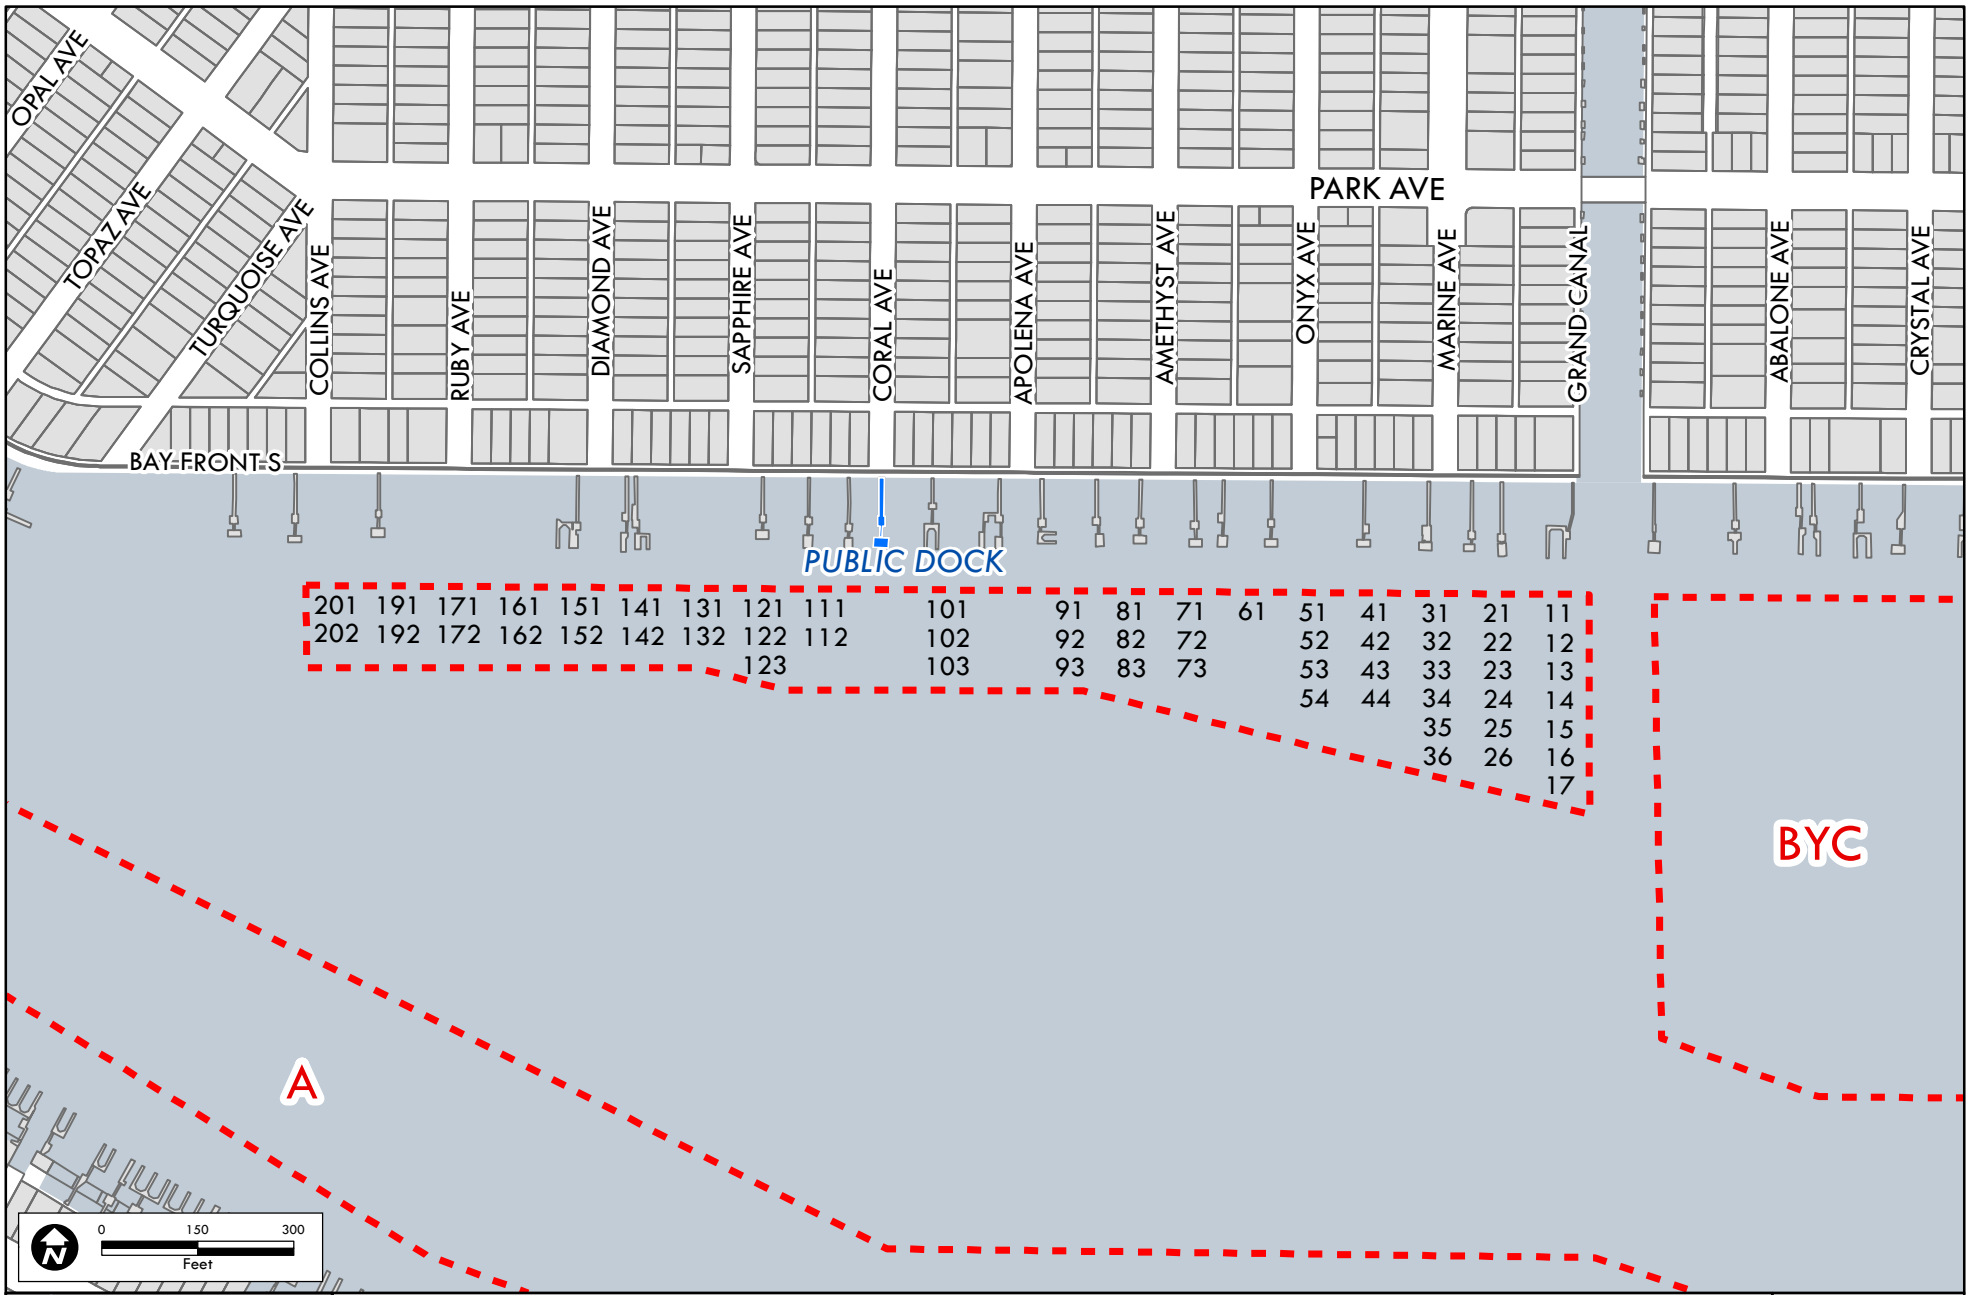 OPAL AVE
TOPAZ AVE
TURQUOISE AVE
COLLINS AVE
RUBY AVE
DIAMOND AVE
SAPPHIRE AVE
CORAL AVE
APOLENA AVE
AMETHYST AVE
ONYX AVE
PARK AVE
MARINE AVE
GRAND CANAL
ABALONE AVE
CRYSTAL AVE
BAY FRONT S
PUBLIC DOCK
201 191 171 161 151 141 131 121 111 101 91 81 71 61 51 41 31 21 11
202 192 172 162 152 142 132 122 112 102 92 82 72 52 42 32 22 12
123 103 93 83 73 53 43 33 23 13
54 44 34 24 14
35 25 15
36 26 16
17
BYC
A
N
0 150 300
Feet